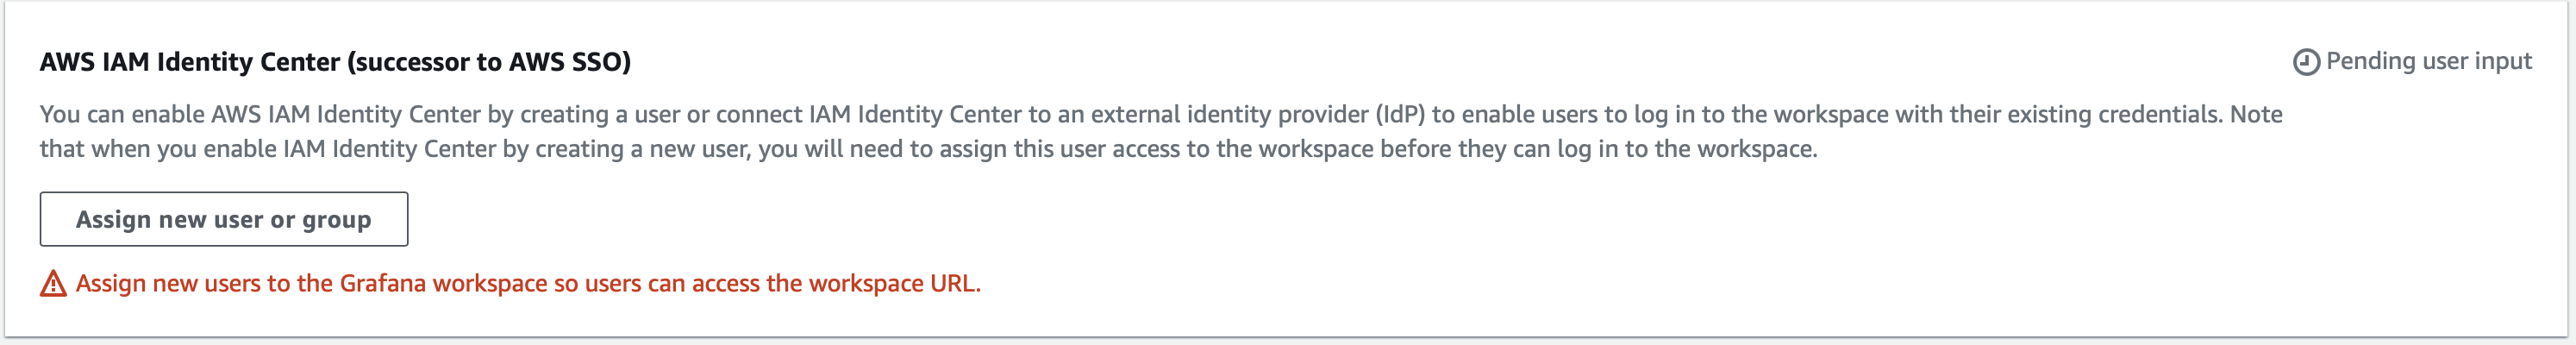 AWS IAM Identity Center (successor to AWS SSO)
Pending user input
You can enable AWS IAM Identity Center by creating a user or connect IAM Identity Center to an external identity provider (IdP) to enable users to log in to the workspace with their existing credentials. Note
that when you enable IAM Identity Center by creating a new user, you will need to assign this user access to the workspace before they can log in to the workspace.
Assign new user or group
Assign new users to the Grafana workspace so users can access the workspace URL.